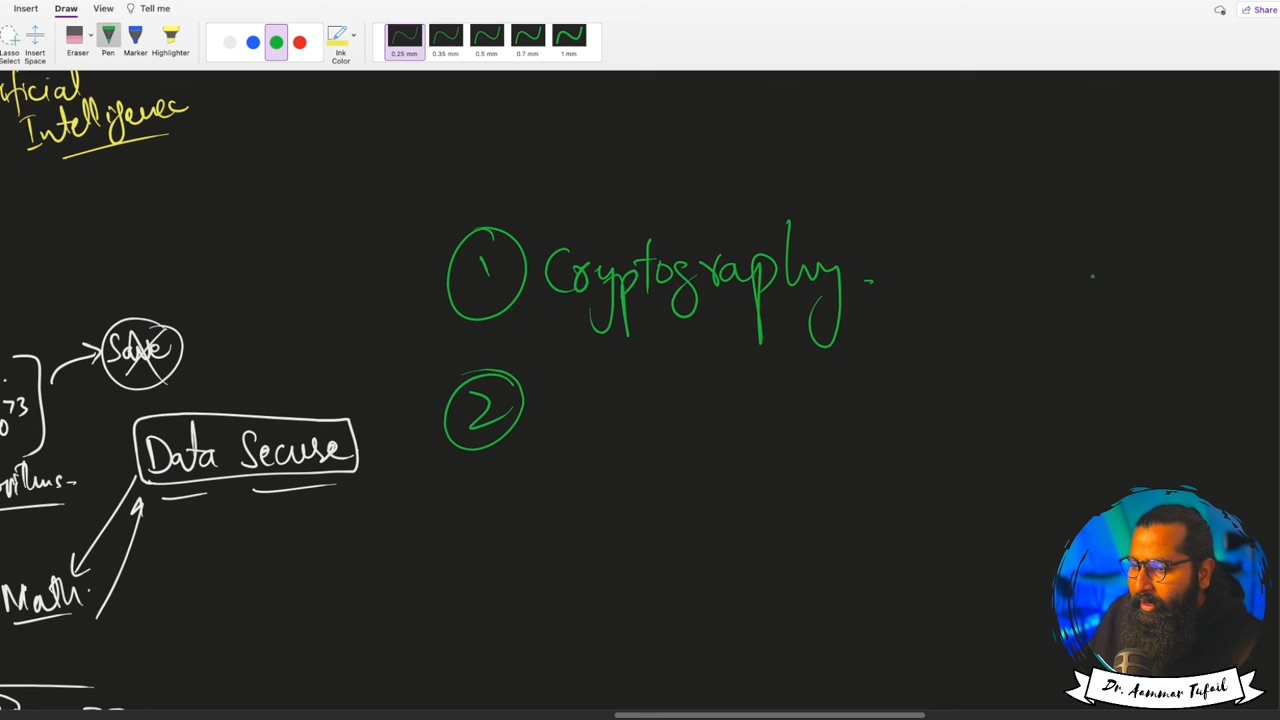 Insert Draw View Tell me
Share
Lasso Select
Insert Space
Eraser
Pen
Marker
Highlighter
Ink Color
0.25 mm 0.35 mm 0.5 mm 0.7 mm 1 mm
Intelligence
1 Cryptography.
Save
73
2
Data Secure
Math.
Dr. Aammar Tufail